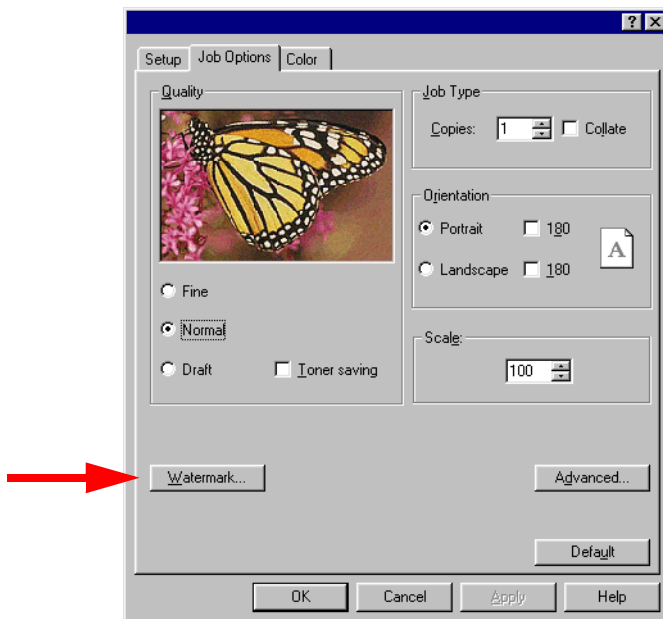 Setup Job Options Color
Quality
Fine
Normal
Draft Toner saving
Job Type
Copies: 1 Collate
Orientation
Portrait 180
Landscape 180
A
Scale:
100
Watermark... Advanced...
Default
OK Cancel Apply Help